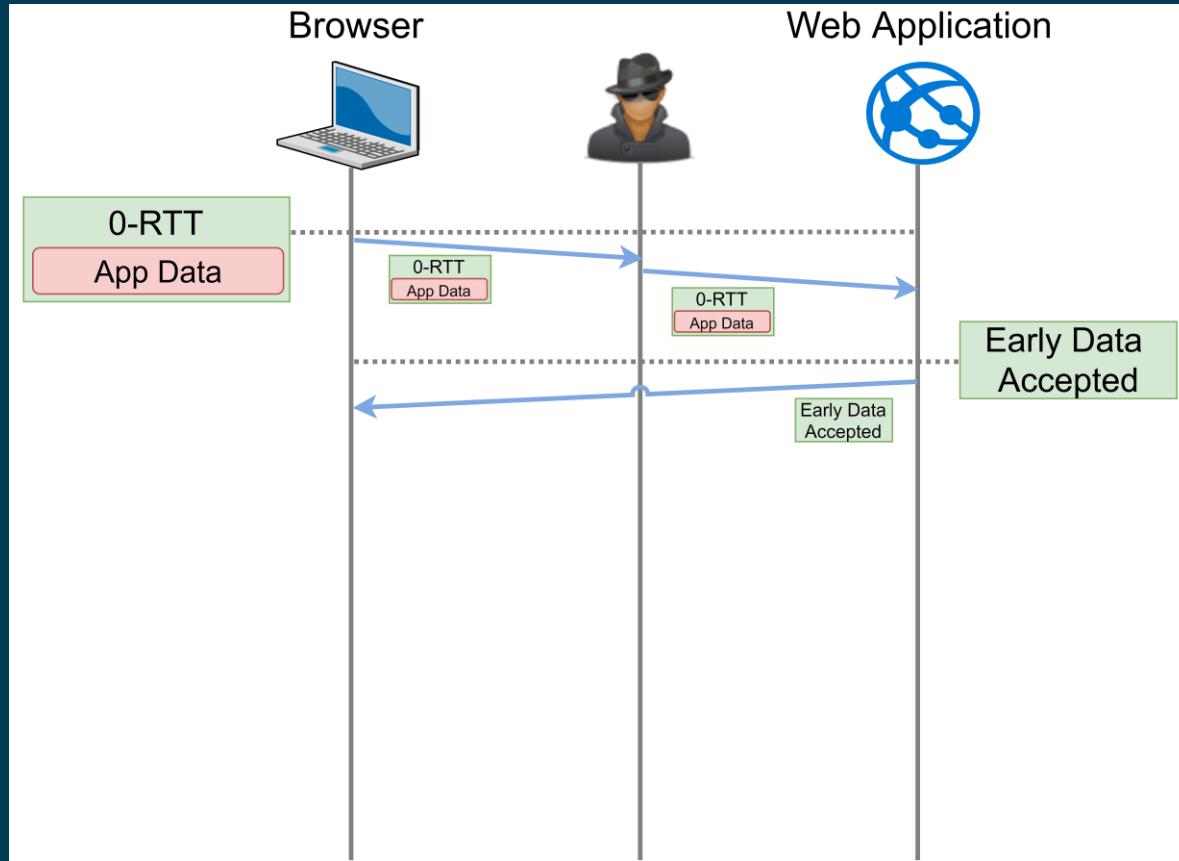 Browser
Web Application
0-RTT
App Data
0-RTT
App Data
0-RTT
App Data
Early Data
Accepted
Early Data
Accepted